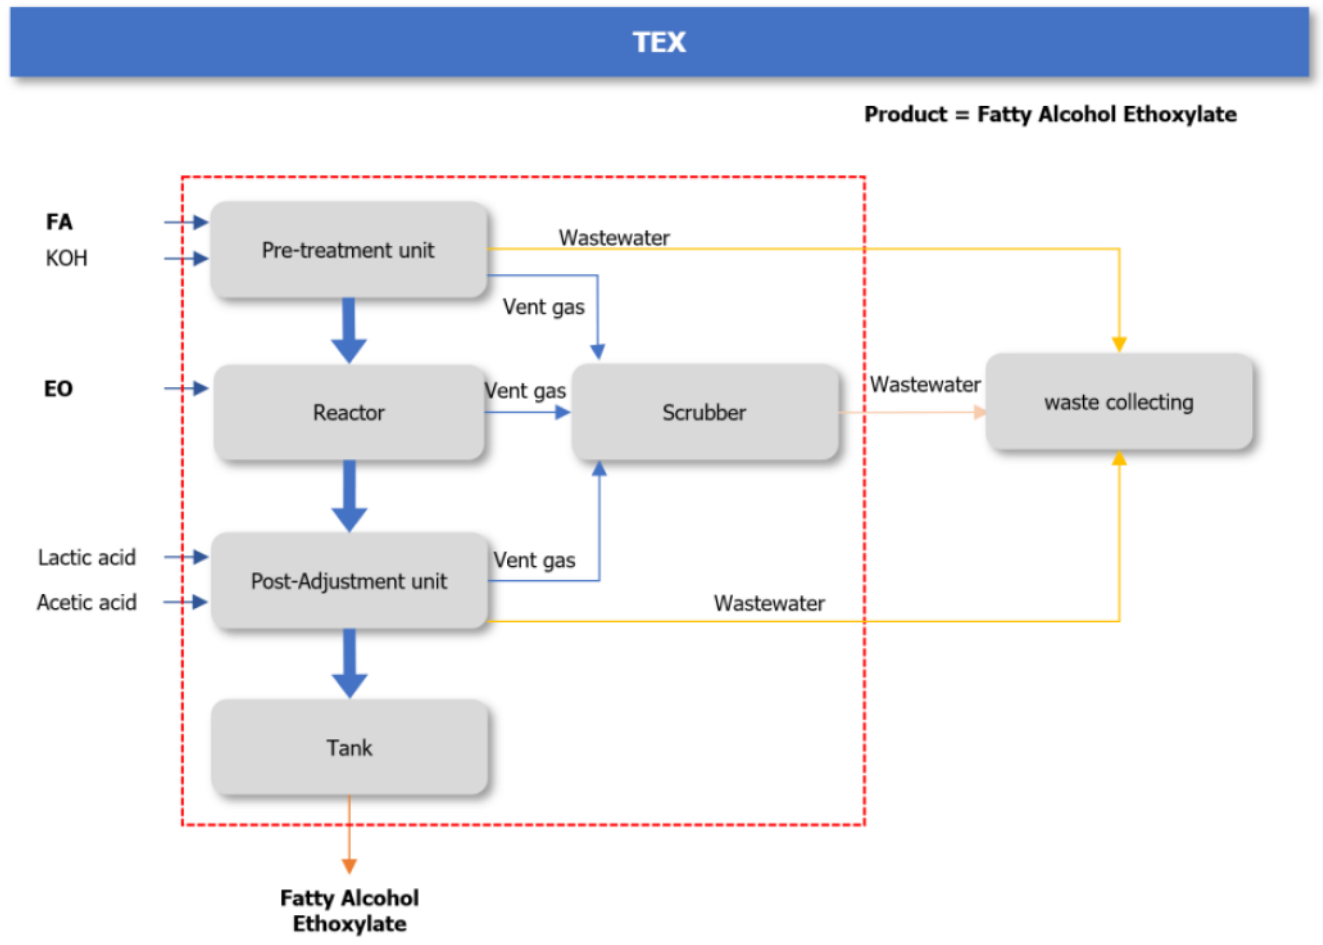 TEX
Product = Fatty Alcohol Ethoxylate
FA
KOH
Pre-treatment unit
Wastewater
Vent gas
EO
Reactor
Vent gas
Scrubber
Wastewater
waste collecting
Lactic acid
Acetic acid
Post-Adjustment unit
Vent gas
Wastewater
Tank
Fatty Alcohol
Ethoxylate